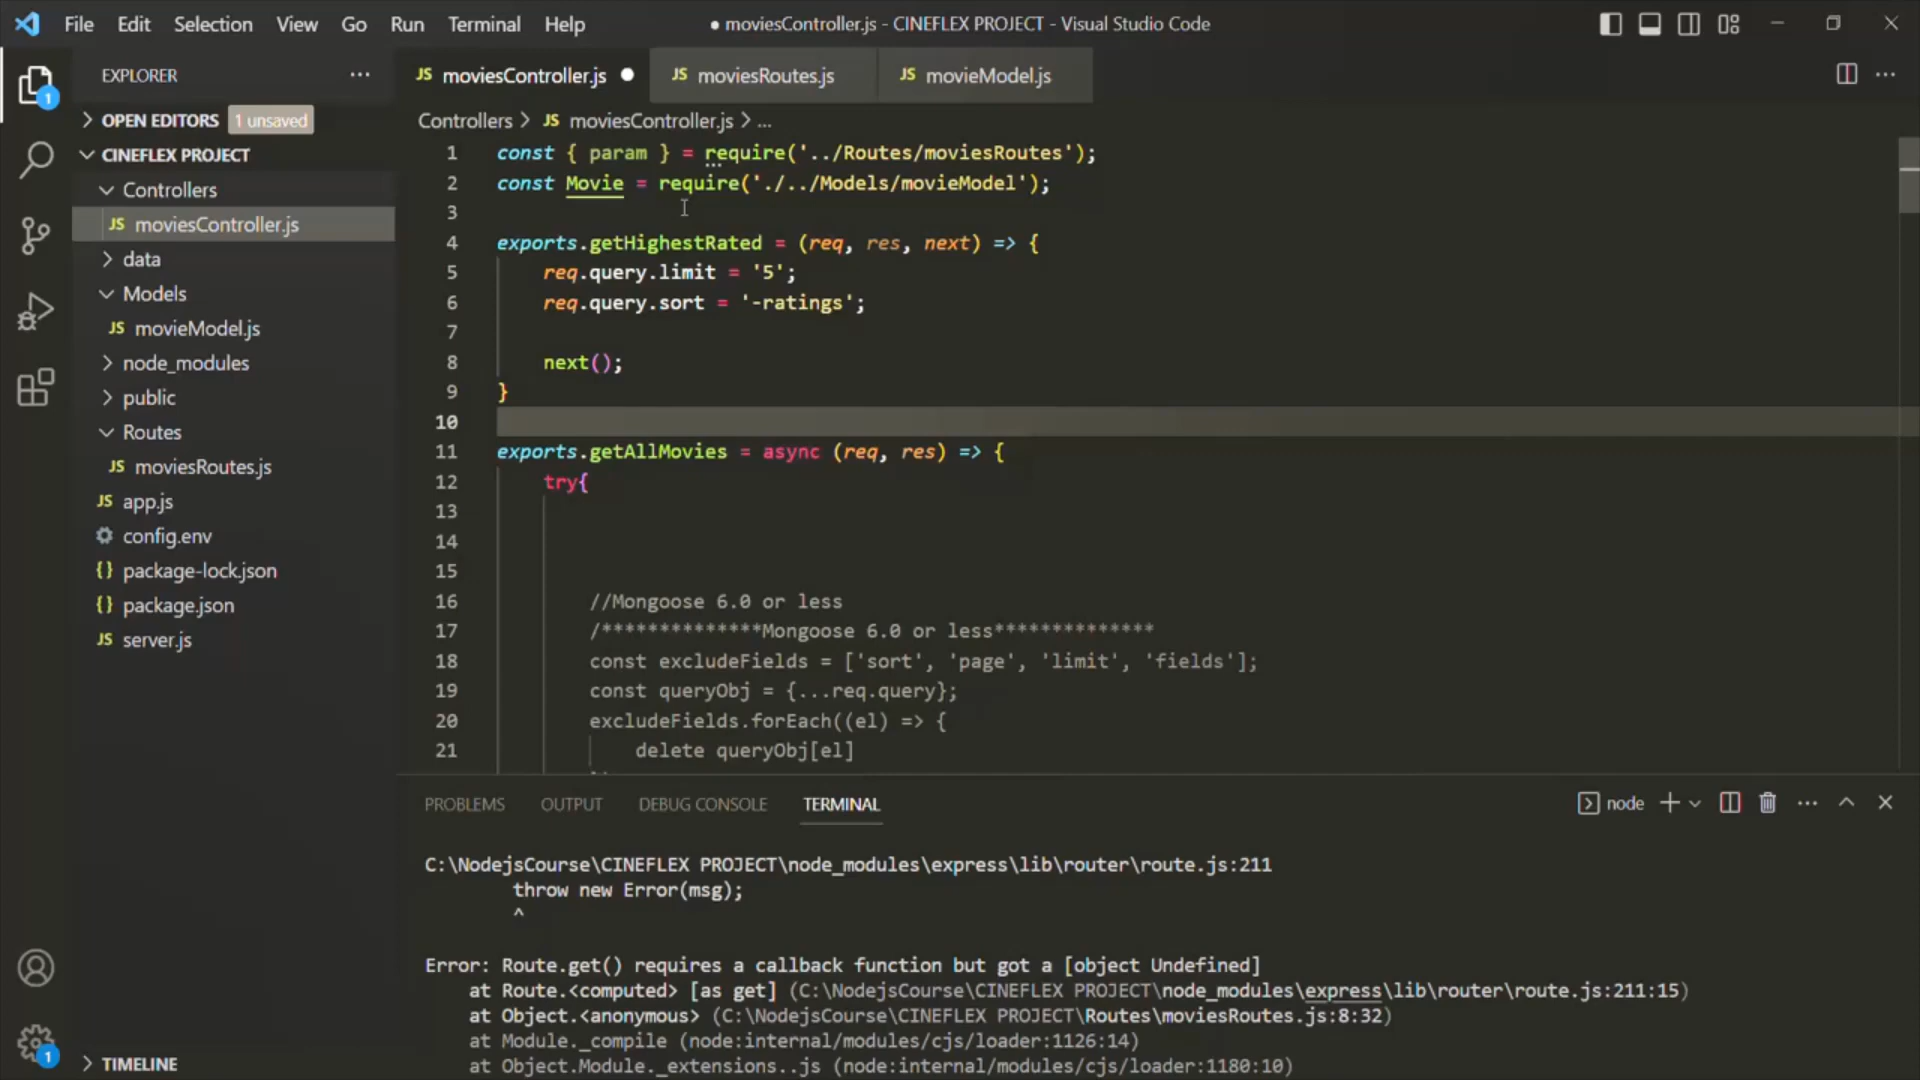 File Edit Selection View Go Run Terminal Help
● moviesController.js - CINEFLEX PROJECT - Visual Studio Code
EXPLORER ...
1
OPEN EDITORS 1 unsaved
CINEFLEX PROJECT
Controllers
JS moviesController.js
data
Models
JS movieModel.js
node_modules
public
Routes
JS moviesRoutes.js
JS app.js
config.env
{} package-lock.json
{} package.json
JS server.js
1
TIMELINE
JS moviesController.js ●
JS moviesRoutes.js
JS movieModel.js
Controllers > JS moviesController.js > ...
1 const { param } = require('../Routes/moviesRoutes');
2 const Movie = require('./../Models/movieModel');
3
4 exports.getHighestRated = (req, res, next) => {
5 req.query.limit = '5';
6 req.query.sort = '-ratings';
7
8 next();
9 }
10
11 exports.getAllMovies = async (req, res) => {
12 try{
13
14
15
16 //Mongoose 6.0 or less
17 /**************Mongoose 6.0 or less**************
18 const excludeFields = ['sort', 'page', 'limit', 'fields'];
19 const queryObj = {...req.query};
20 excludeFields.forEach((el) => {
21 delete queryObj[el]
PROBLEMS OUTPUT DEBUG CONSOLE TERMINAL
node
C:\NodejsCourse\CINEFLEX PROJECT\node_modules\express\lib\router\route.js:211
throw new Error(msg);
^
Error: Route.get() requires a callback function but got a [object Undefined]
at Route.<computed> [as get] (C:\NodejsCourse\CINEFLEX PROJECT\node_modules\express\lib\router\route.js:211:15)
at Object.<anonymous> (C:\NodejsCourse\CINEFLEX PROJECT\Routes\moviesRoutes.js:8:32)
at Module._compile (node:internal/modules/cjs/loader:1126:14)
at Object.Module._extensions..js (node:internal/modules/cjs/loader:1180:10)